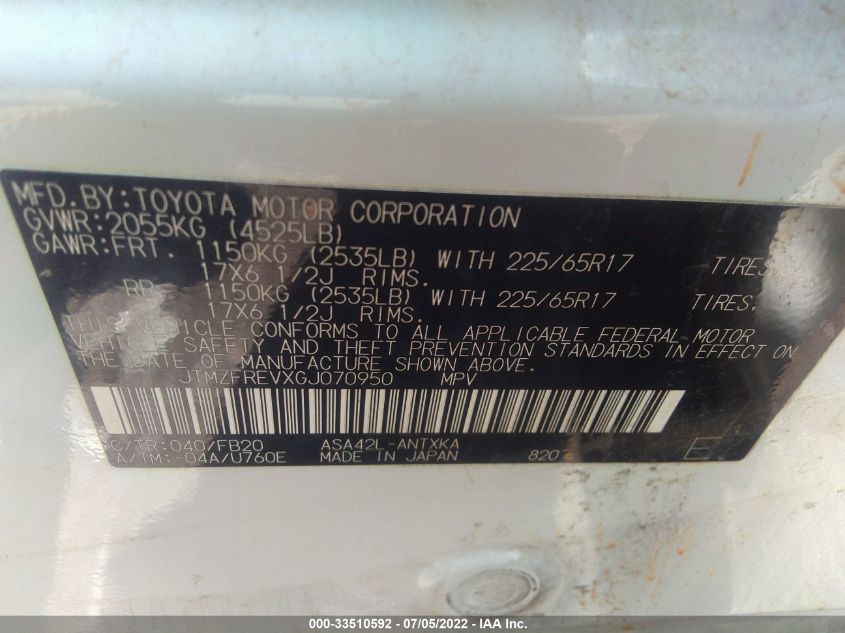 MFD.BY:TOYOTA MOTOR CORPORATION
GVWR:2055KG (4525LB)
GAWR:FRT. 1150KG (2535LB) WITH 225/65R17 TIRES.
17X6 1/2J RIMS.
RR. 1150KG (2535LB) WITH 225/65R17 TIRES.
17X6 1/2J RIMS.
THIS VEHICLE CONFORMS TO ALL APPLICABLE FEDERAL MOTOR
VEHICLE SAFETY AND THEFT PREVENTION STANDARDS IN EFFECT ON
THE DATE OF MANUFACTURE SHOWN ABOVE.
JTMZFREVXGJ070950 MPV
C/TR:040/FB20 ASA42L-ANTXKA
A/TM:-04A/U760E MADE IN JAPAN 820 E
000-33510592 - 07/05/2022 - IAA Inc.